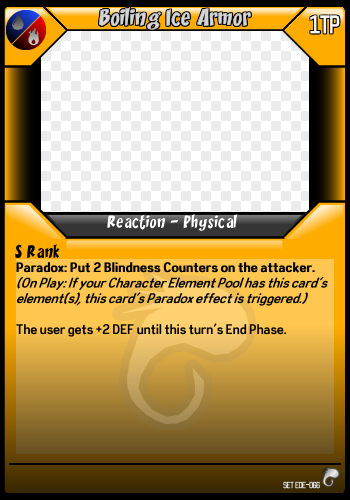 Boiling Ice Armor
1TP
Reaction - Physical
S Rank
Paradox: Put 2 Blindness Counters on the attacker.
(On Play: If your Character Element Pool has this card's
element(s), this card's Paradox effect is triggered.)
The user gets +2 DEF until this turn's End Phase.
SET EDE-066